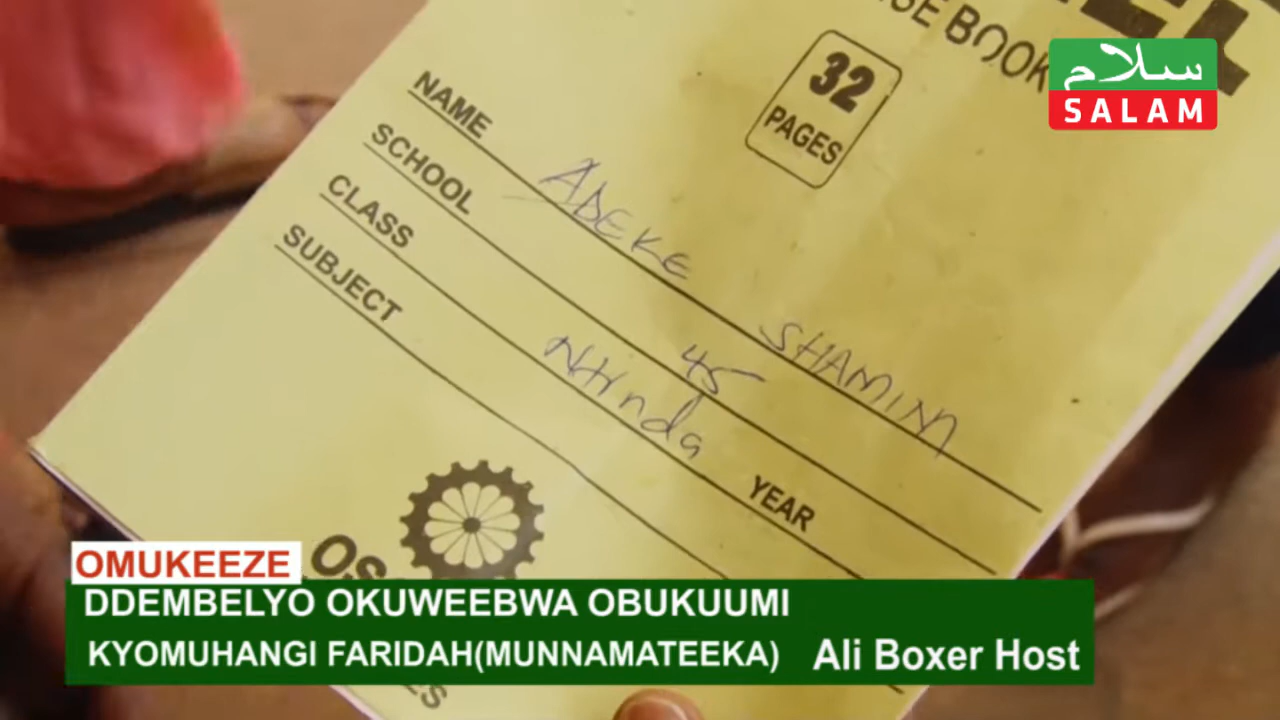 SE BOOK
سلام
SALAM
32
PAGES
NAME ADEKE SHAMIM
SCHOOL 45
CLASS Ntinda YEAR
SUBJECT
OMUKEEZE
DDEMBELYO OKUWEEBWA OBUKUUMI
KYOMUHANGI FARIDAH(MUNNAMATEEKA) Ali Boxer Host